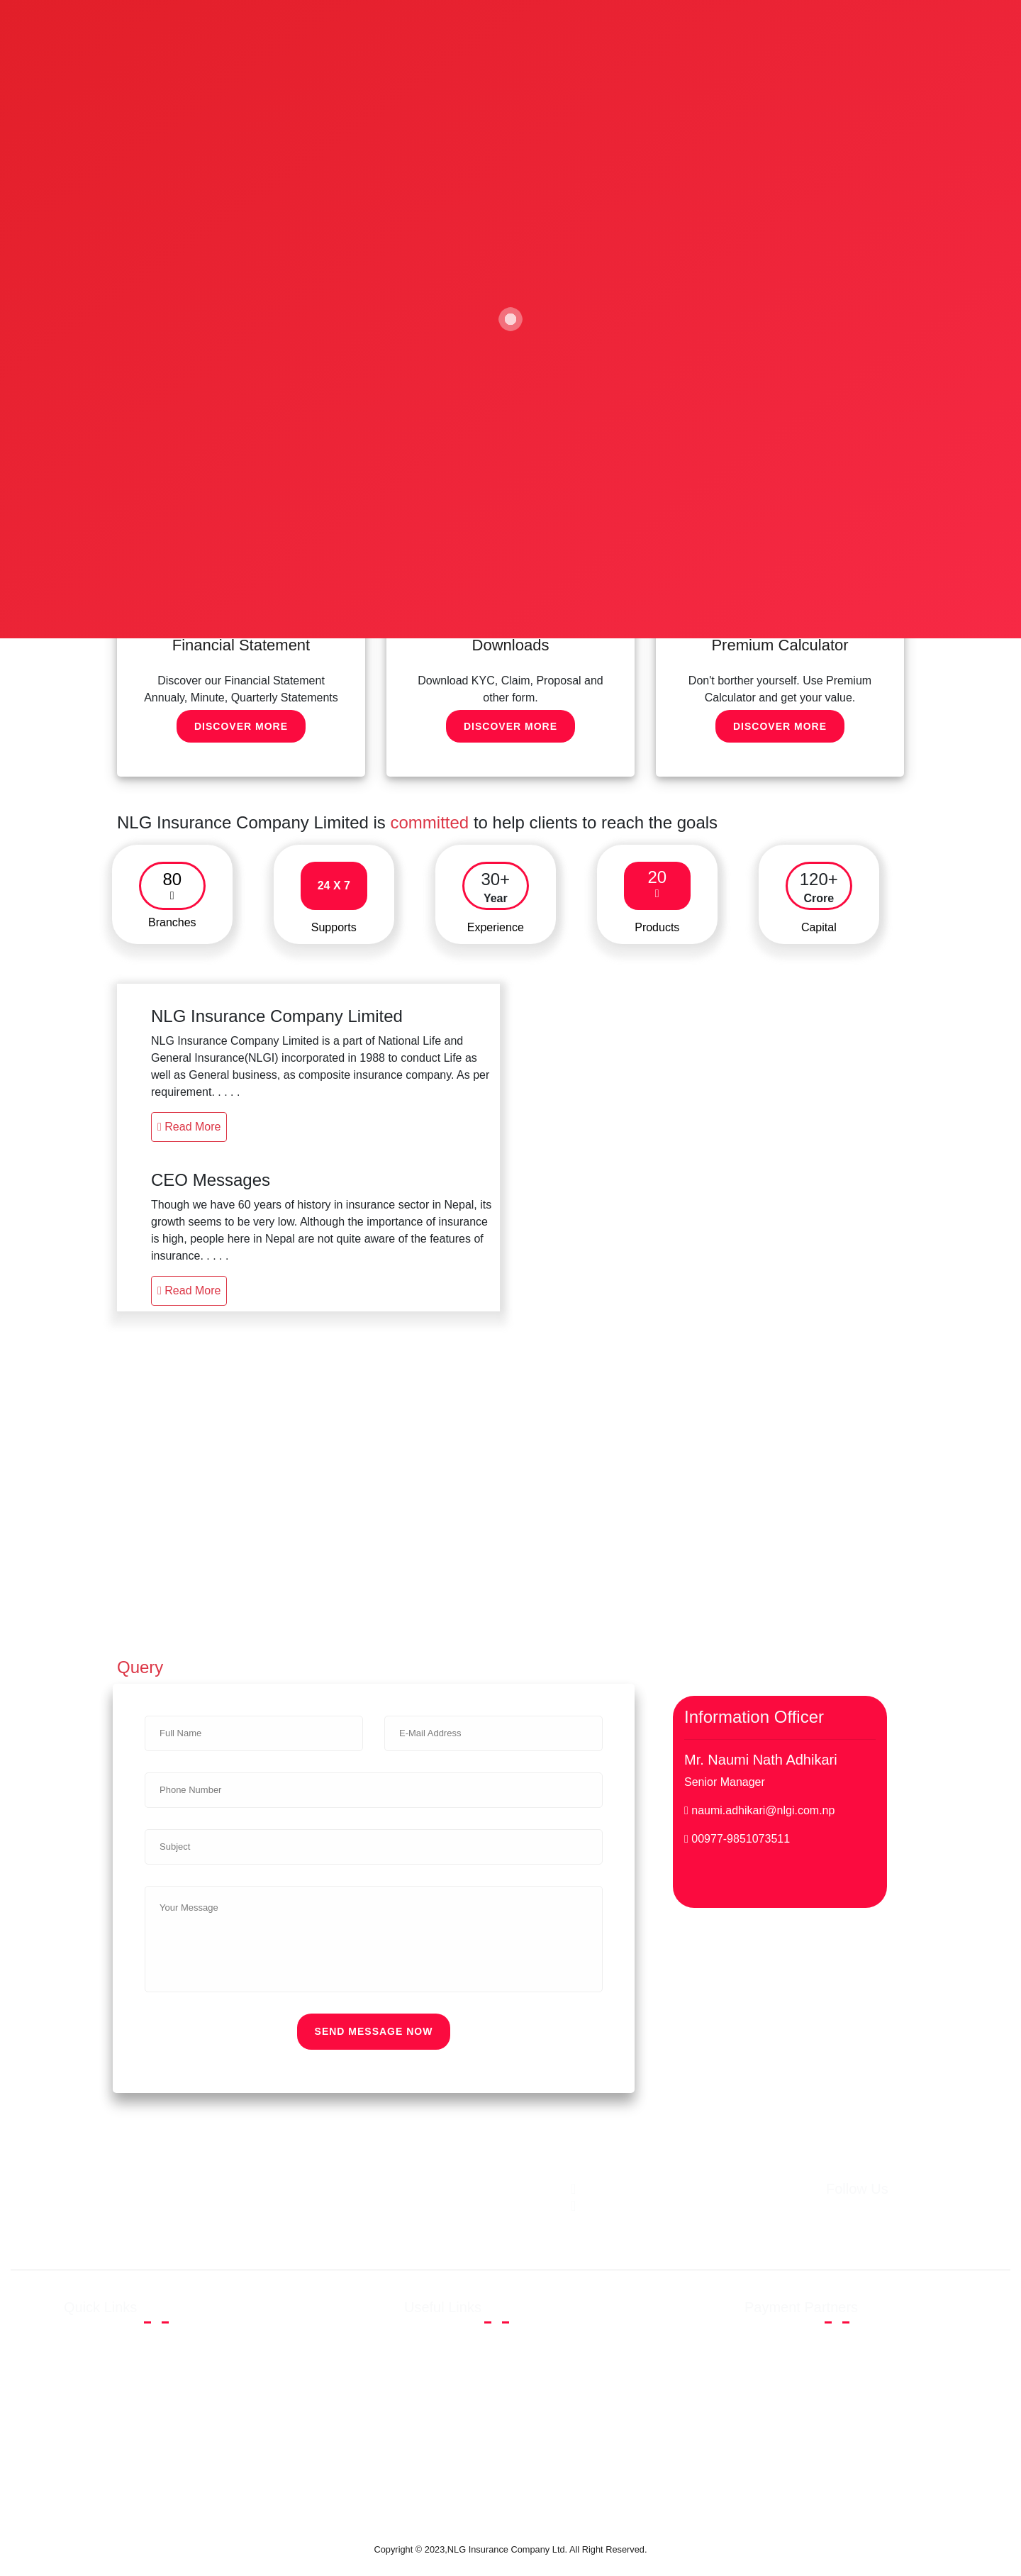 Financial Statement
Discover our Financial Statement
Annualy, Minute, Quarterly Statements
DISCOVER MORE
Downloads
Download KYC, Claim, Proposal and
other form.
DISCOVER MORE
Premium Calculator
Don't borther yourself. Use Premium
Calculator and get your value.
DISCOVER MORE
NLG Insurance Company Limited is committed to help clients to reach the goals
80
Branches
24 X 7
Supports
30+
Year
Experience
20
Products
120+
Crore
Capital
NLG Insurance Company Limited
NLG Insurance Company Limited is a part of National Life and
General Insurance(NLGI) incorporated in 1988 to conduct Life as
well as General business, as composite insurance company. As per
requirement. . . . .
Read More
CEO Messages
Though we have 60 years of history in insurance sector in Nepal, its
growth seems to be very low. Although the importance of insurance
is high, people here in Nepal are not quite aware of the features of
insurance. . . . .
Read More
Query
Full Name
E-Mail Address
Phone Number
Subject
Your Message
SEND MESSAGE NOW
Information Officer
Mr. Naumi Nath Adhikari
Senior Manager
naumi.adhikari@nlgi.com.np
00977-9851073511
Copyright © 2023,NLG Insurance Company Ltd. All Right Reserved.